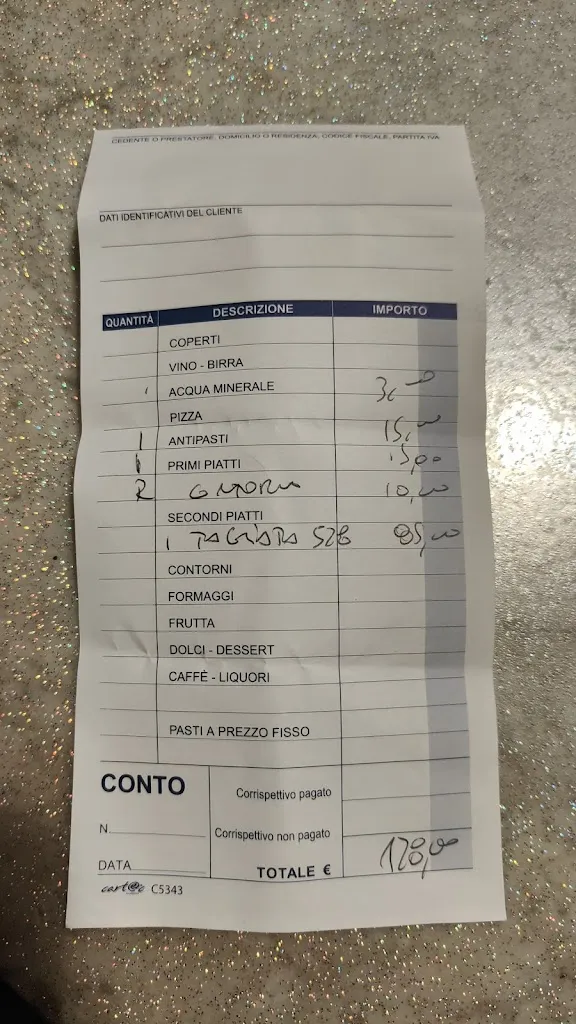 CEDENTE O PRESTATORE, DOMICILIO O RESIDENZA, CODICE FISCALE, PARTITA IVA
DATI IDENTIFICATIVI DEL CLIENTE
QUANTITÀ DESCRIZIONE IMPORTO
COPERTI
VINO - BIRRA
ACQUA MINERALE 3,00
PIZZA
1 ANTIPASTI 15,00
1 PRIMI PIATTI 15,00
2 10,00
SECONDI PIATTI
1 TAGLIATA 85,00
CONTORNI
FORMAGGI
FRUTTA
DOLCI - DESSERT
CAFFÈ - LIQUORI
PASTI A PREZZO FISSO
CONTO
Corrispettivo pagato
N.
Corrispettivo non pagato
DATA
TOTALE € 128,00
C5343